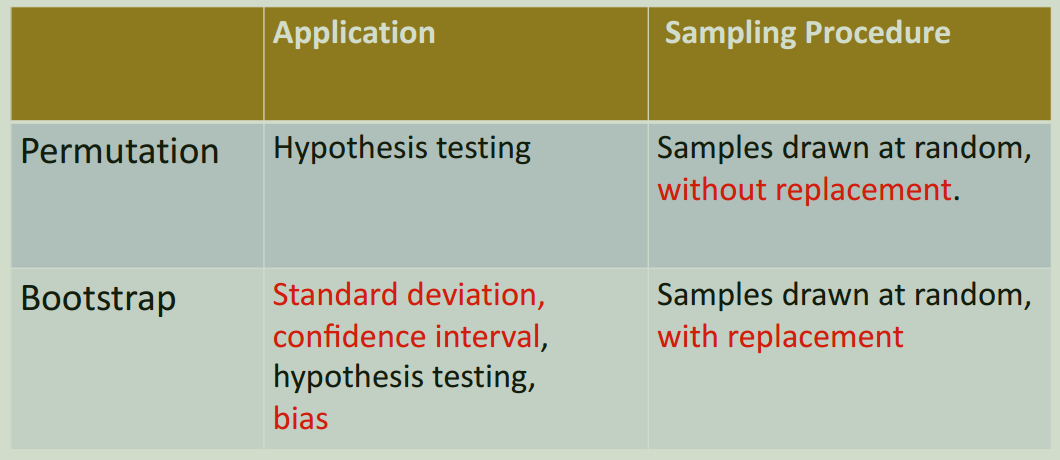 Application
Sampling Procedure
Permutation
Hypothesis testing
Samples drawn at random,
without replacement.
Bootstrap
Standard deviation,
confidence interval,
hypothesis testing,
bias
Samples drawn at random,
with replacement